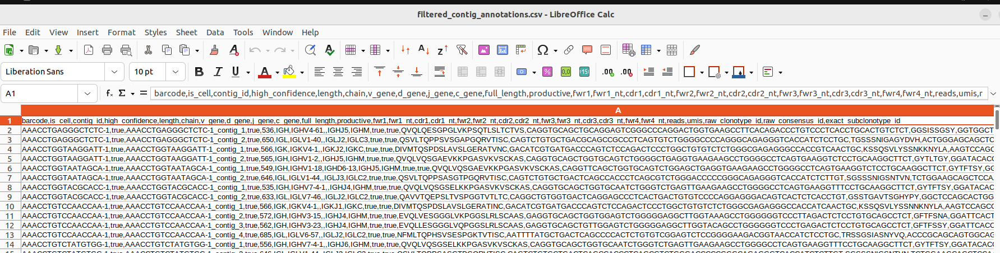 filtered_contig_annotations.csv - LibreOffice Calc
File Edit View Insert Format Styles Sheet Data Tools Window Help
Liberation Sans 10 pt
A1 barcode,is_cell,contig_id,high_confidence,length,chain,v_gene,d_gene,j_gene,c_gene,full_length,productive,fwr1,fwr1_nt,cdr1,cdr1_nt,fwr2,fwr2_nt,cdr2,cdr2_nt,fwr3,fwr3_nt,cdr3,cdr3_nt,fwr4,fwr4_nt,reads,umis,r
A
1 barcode,is_cell,contig_id,high_confidence,length,chain,v_gene,d_gene,j_gene,c_gene,full_length,productive,fwr1,fwr1_nt,cdr1,cdr1_nt,fwr2,fwr2_nt,cdr2,cdr2_nt,fwr3,fwr3_nt,cdr3,cdr3_nt,fwr4,fwr4_nt,reads,umis,raw_clonotype_id,raw_consensus_id,exact_subclonotype_id
2 AAACCTGAGGGCTCTC-1,true,AAACCTGAGGGCTCTC-1_contig_1,true,536,IGH,IGHV4-61,,IGHJ5,IGHM,true,true,QVQLQESGPGLVKPSQTLSLTCTVS,CAGGTGCAGCTGCAGGAGTCGGGCCCAGGACTGGTGAAGCCTTCACAGACCCTGTCCCTCACCTGCACTGTCTCT,GGSISSGSY,GGTGGCT
3 AAACCTGAGGGCTCTC-1,true,AAACCTGAGGGCTCTC-1_contig_2,true,650,IGL,IGLV1-40,,IGLJ2,IGLC3,true,true,QSVLTQPPSVSGAPGQRVTISC,CAGTCTGTGCTGACGCAGCCGCCCTCAGTGTCTGGGGCCCCAGGGCAGAGGGTCACCATCTCCTGC,TGSSSNIGAGYDVH,ACTGGGAGCAGCTC
4 AAACCTGGTAAGGATT-1,true,AAACCTGGTAAGGATT-1_contig_1,true,566,IGK,IGKV4-1,,IGKJ2,IGKC,true,true,DIVMTQSPDSLAVSLGERATVNC,GACATCGTGATGACCCAGTCTCCAGACTCCCTGGCTGTGTCTCTGGGCGAGAGGGCCACCGTCAACTGC,KSSQSVLYSSNKKNYLA,AAGTCCAGC
5 AAACCTGGTAAGGATT-1,true,AAACCTGGTAAGGATT-1_contig_2,true,565,IGH,IGHV1-2,,IGHJ5,IGHM,true,true,QVQLVQSGAEVKKPGASVKVSCKAS,CAGGTGCAGCTGGTGCAGTCTGGGGCTGAGGTGAAGAAGCCTGGGGCCTCAGTGAAGGTCTCCTGCAAGGCTTCT,GYTLTGY,GGATACACC
6 AAACCTGGTAATAGCA-1,true,AAACCTGGTAATAGCA-1_contig_1,true,549,IGH,IGHV1-18,IGHD6-13,IGHJ5,IGHM,true,true,QVQLVQSGAEVKKPGASVKVSCKAS,CAGGTTCAGCTGGTGCAGTCTGGAGCTGAGGTGAAGAAGCCTGGGGCCTCAGTGAAGGTCTCCTGCAAGGCTTCT,GYTFTSY,GG
7 AAACCTGGTAATAGCA-1,true,AAACCTGGTAATAGCA-1_contig_2,true,646,IGL,IGLV1-44,,IGLJ3,IGLC2,true,true,QSVLTQPPSASGTPGQRVTISC,CAGTCTGTGCTGACTCAGCCACCCTCAGCGTCTGGGACCCCCGGGCAGAGGGTCACCATCTCTTGT,SGSSSNIGSNTVN,TCTGGAAGCAGCTCCA
8 AAACCTGGTACGCACC-1,true,AAACCTGGTACGCACC-1_contig_1,true,535,IGH,IGHV7-4-1,,IGHJ4,IGHM,true,true,QVQLVQSGSELKKPGASVKVSCKAS,CAGGTGCAGCTGGTGCAATCTGGGTCTGAGTTGAAGAAGCCTGGGGCCTCAGTGAAGGTTTCCTGCAAGGCTTCT,GYTFTSY,GGATACAC
9 AAACCTGGTACGCACC-1,true,AAACCTGGTACGCACC-1_contig_2,true,633,IGL,IGLV7-46,,IGLJ2,IGLC2,true,true,QAVVTQEPSLTVSPGGTVTLTC,CAGGCTGTGGTGACTCAGGAGCCCTCACTGACTGTGTCCCCAGGAGGGACAGTCACTCTCACCTGT,GSSTGAVTSGHYPY,GGCTCCAGCACTGG
10 AAACCTGTCCAACCAA-1,true,AAACCTGTCCAACCAA-1_contig_1,true,566,IGK,IGKV4-1,,IGKJ1,IGKC,true,true,DIVMTQSPDSLAVSLGERATINC,GACATCGTGATGACCCAGTCTCCAGACTCCCTGGCTGTGTCTCTGGGCGAGAGGGCCACCATCAACTGC,KSSQSVLYSSNNKNYLA,AAGTCCAGC
11 AAACCTGTCCAACCAA-1,true,AAACCTGTCCAACCAA-1_contig_2,true,572,IGH,IGHV3-15,,IGHJ4,IGHM,true,true,EVQLVESGGGLVKPGGSLRLSCAAS,GAGGTGCAGCTGGTGGAGTCTGGGGGAGGCTTGGTAAAGCCTGGGGGGTCCCTTAGACTCTCCTGTGCAGCCTCT,GFTFSNA,GGATTCACT
12 AAACCTGTCCAACCAA-1,true,AAACCTGTCCAACCAA-1_contig_3,true,562,IGH,IGHV3-23,,IGHJ4,IGHM,true,true,EVQLLESGGGLVQPGGSLRLSCAAS,GAGGTGCAGCTGTTGGAGTCTGGGGGAGGCTTGGTACAGCCTGGGGGGTCCCTGAGACTCTCCTGTGCAGCCTCT,GFTFSSY,GGATTCACC
13 AAACCTGTCCAACCAA-1,true,AAACCTGTCCAACCAA-1_contig_4,true,685,IGL,IGLV6-57,,IGLJ2,IGLC2,true,true,NFMLTQPHSVSESPGKTVTISC,AATTTTATGCTGACTCAGCCCCACTCTGTGTCGGAGTCTCCGGGGAAGACGGTAACCATCTCCTGC,TRSSGSIASNYVQ,ACCCGCAGCAGTGGCAG
14 AAACCTGTCTATGTGG-1,true,AAACCTGTCTATGTGG-1_contig_1,true,556,IGH,IGHV7-4-1,,IGHJ6,IGHM,true,true,QVQLVQSGSELKKPGASVKVSCKAS,CAGGTGCAGCTGGTGCAATCTGGGTCTGAGTTGAAGAAGCCTGGGGCCTCAGTGAAGGTTTCCTGCAAGGCTTCT,GYTFTSY,GGATACACC